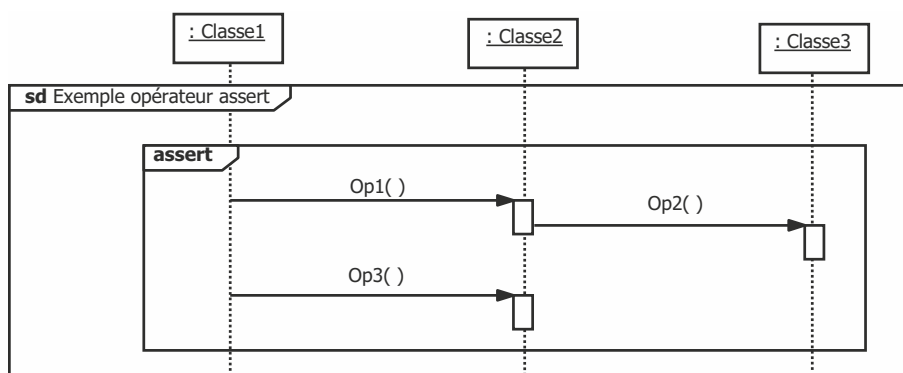 : Classe1
: Classe2
: Classe3
sd Exemple opérateur assert
assert
Op1( )
Op2( )
Op3( )